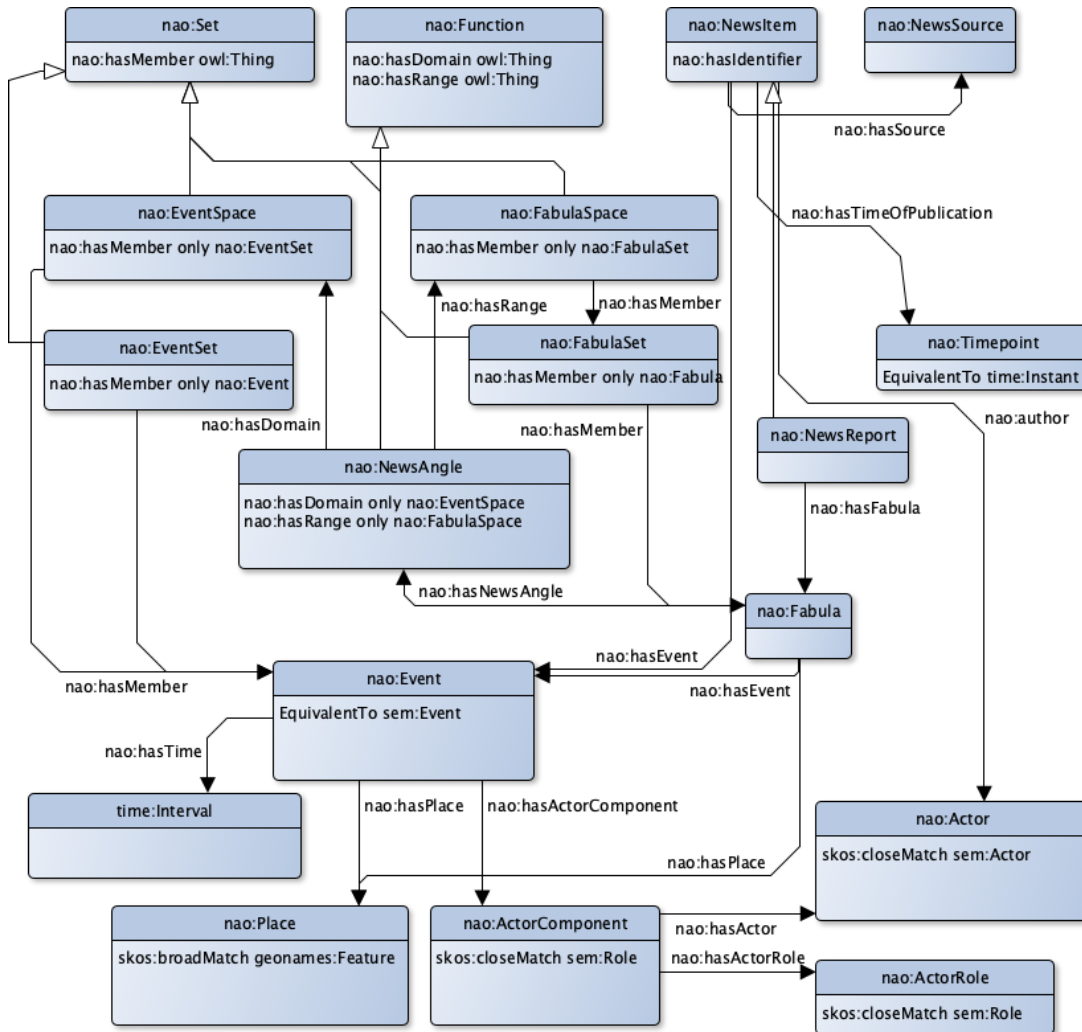 nao:Set
nao:hasMember owl:Thing
nao:Function
nao:hasDomain owl:Thing
nao:hasRange owl:Thing
nao:NewsItem
nao:hasIdentifier
nao:NewsSource
nao:hasSource
nao:EventSpace
nao:hasMember only nao:EventSet
nao:FabulaSpace
nao:hasMember only nao:FabulaSet
nao:hasTimeOfPublication
nao:hasRange
nao:hasMember
nao:EventSet
nao:hasMember only nao:Event
nao:FabulaSet
nao:hasMember only nao:Fabula
nao:Timepoint
EquivalentTo time:Instant
nao:hasDomain
nao:hasMember
nao:author
nao:NewsReport
nao:NewsAngle
nao:hasDomain only nao:EventSpace
nao:hasRange only nao:FabulaSpace
nao:hasFabula
nao:hasNewsAngle
nao:Fabula
nao:hasEvent
nao:hasMember
nao:hasEvent
nao:Event
EquivalentTo sem:Event
nao:hasTime
time:Interval
nao:hasPlace
nao:hasActorComponent
nao:Actor
skos:closeMatch sem:Actor
nao:hasPlace
nao:Place
skos:broadMatch geonames:Feature
nao:ActorComponent
skos:closeMatch sem:Role
nao:hasActor
nao:hasActorRole
nao:ActorRole
skos:closeMatch sem:Role